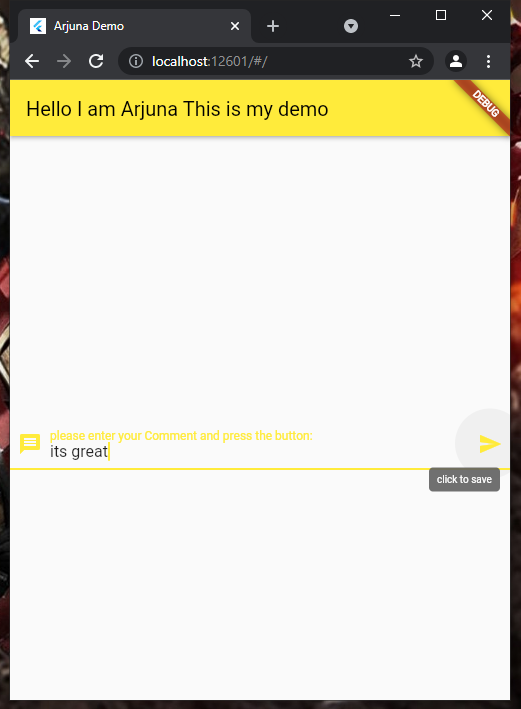 Arjuna Demo
localhost:12601/#/
Hello I am Arjuna This is my demo
DEBUG
please enter your Comment and press the button:
its great
click to save